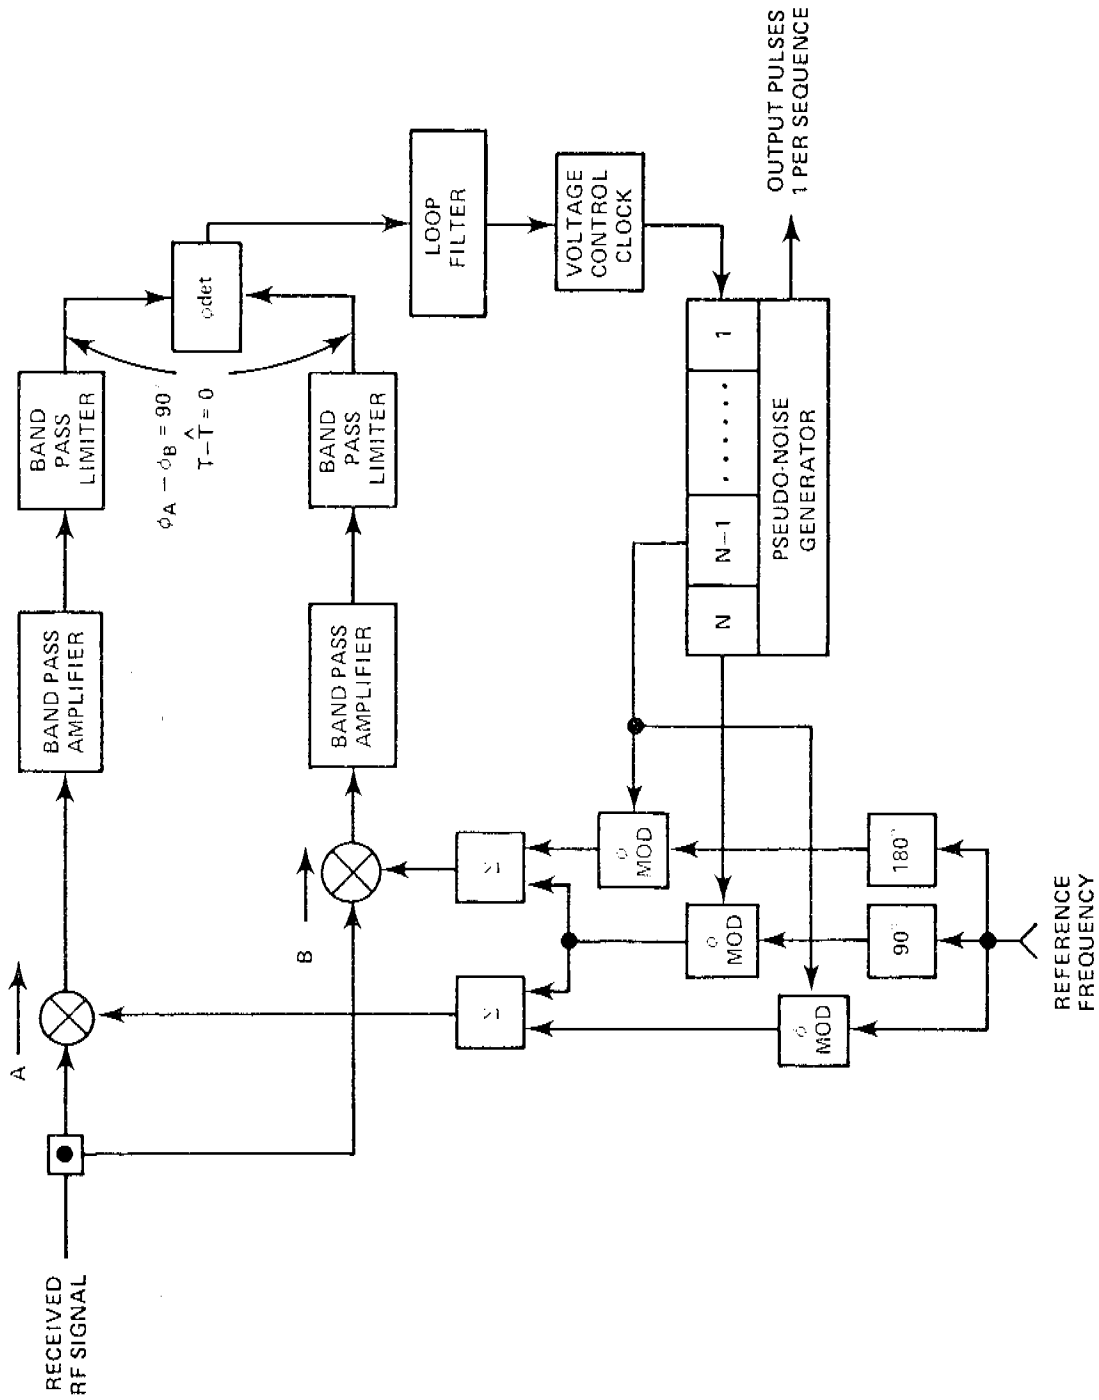 RECEIVED
RF SIGNAL
A
B
BAND PASS
AMPLIFIER
BAND
PASS
LIMITER
ϕA − ϕB = 90°
T−T̂ = 0
BAND PASS
AMPLIFIER
BAND
PASS
LIMITER
ϕdet
LOOP
FILTER
VOLTAGE
CONTROL
CLOCK
N
N−1
. . . . . .
1
PSEUDO-NOISE
GENERATOR
OUTPUT PULSES
1 PER SEQUENCE
Σ
Σ
ϕ
MOD
ϕ
MOD
ϕ
MOD
90°
180°
REFERENCE
FREQUENCY